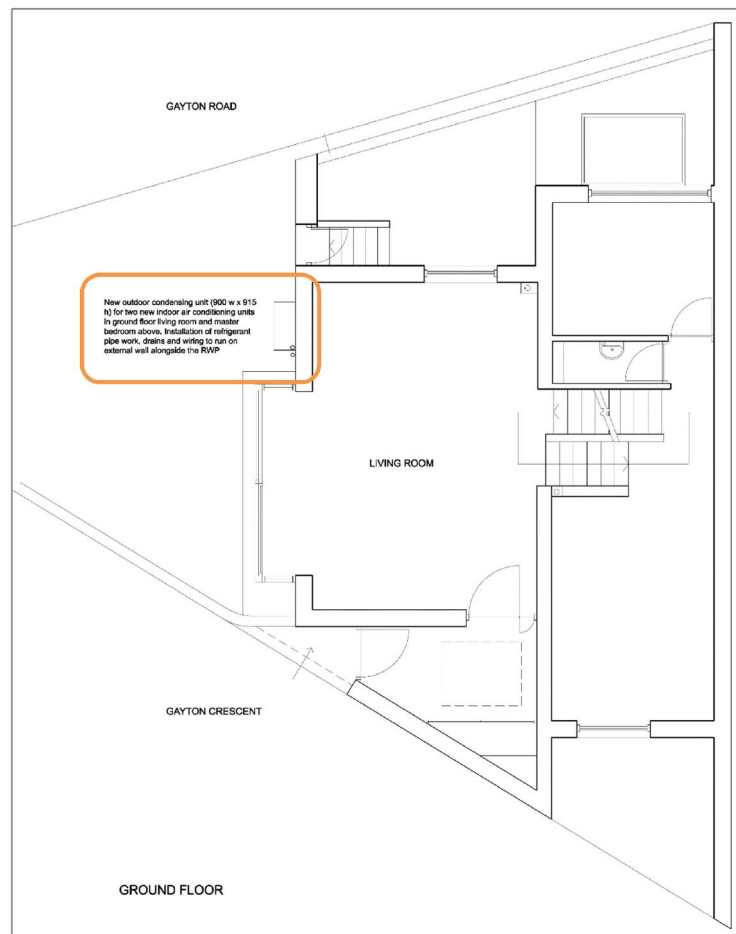 GAYTON ROAD
New outdoor condensing unit (900 w x 915
h) for two new indoor air conditioning units
in ground floor living room and master
bedroom above. Installation of refrigerant
pipe work, drains and wiring to run on
external wall alongside the RWP
LIVING ROOM
GAYTON CRESCENT
GROUND FLOOR